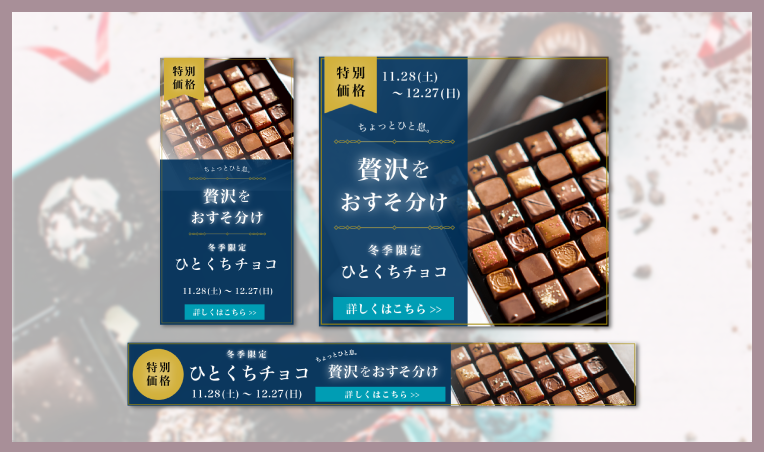 特別
価格
ちょっとひと息。
贅沢を
おすそ分け
冬季限定
ひとくちチョコ
11.28(土) ～ 12.27(日)
詳しくはこちら >>
特別
価格
11.28(土)
～ 12.27(日)
ちょっとひと息。
贅沢を
おすそ分け
冬季限定
ひとくちチョコ
詳しくはこちら >>
特別
価格
冬季限定
ひとくちチョコ
11.28(土) ～ 12.27(日)
ちょっとひと息。
贅沢をおすそ分け
詳しくはこちら >>